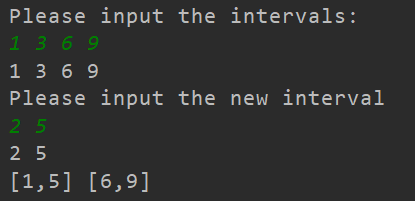 Please input the intervals:
1 3 6 9
1 3 6 9
Please input the new interval
2 5
2 5
[1,5] [6,9]